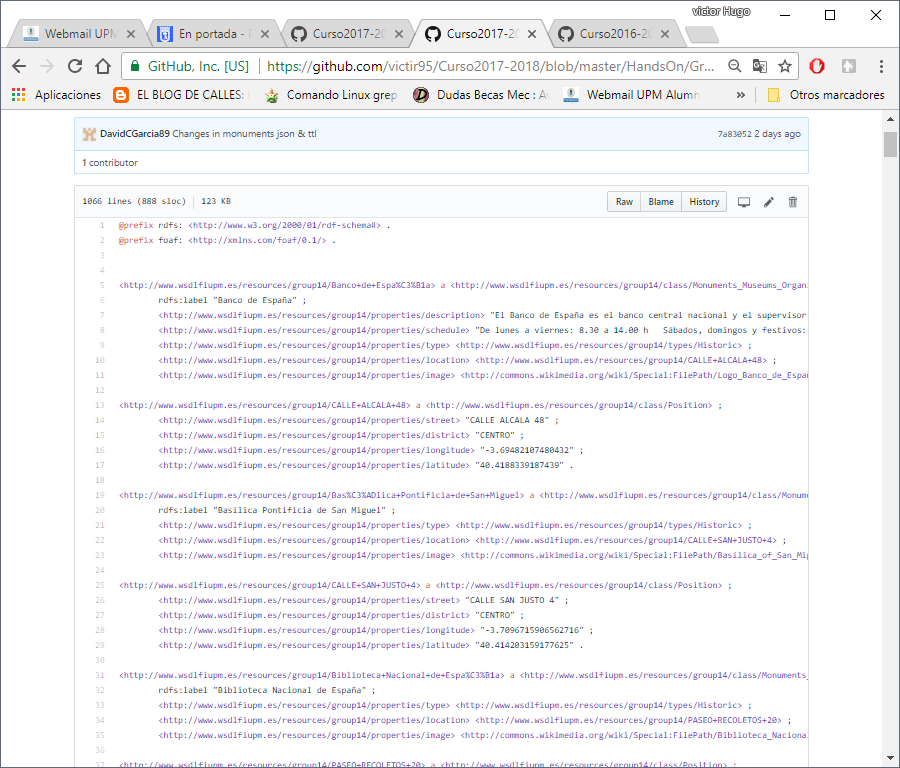 victor Hugo
Webmail UPM
En portada -
Curso2017-20
Curso2017-20
Curso2016-20
GitHub, Inc. [US] https://github.com/victir95/Curso2017-2018/blob/master/HandsOn/Gr...
Aplicaciones EL BLOG DE CALLES: Comando Linux grep Dudas Becas Mec : Av Webmail UPM Alumn » Otros marcadores
DavidCGarcia89 Changes in monuments json & ttl 7a83052 2 days ago
1 contributor
1066 lines (888 sloc) 123 KB Raw Blame History
1 @prefix rdfs: <http://www.w3.org/2000/01/rdf-schema#> .
2 @prefix foaf: <http://xmlns.com/foaf/0.1/> .
3
4
5 <http://www.wsdlfiupm.es/resources/group14/Banco+de+Espa%C3%B1a> a <http://www.wsdlfiupm.es/resources/group14/class/Monuments_Museums_Organi
6 rdfs:label "Banco de España" ;
7 <http://www.wsdlfiupm.es/resources/group14/properties/description> "El Banco de España es el banco central nacional y el supervisor
8 <http://www.wsdlfiupm.es/resources/group14/properties/schedule> "De lunes a viernes: 8.30 a 14.00 h Sábados, domingos y festivos:
9 <http://www.wsdlfiupm.es/resources/group14/properties/type> <http://www.wsdlfiupm.es/resources/group14/types/Historic> ;
10 <http://www.wsdlfiupm.es/resources/group14/properties/location> <http://www.wsdlfiupm.es/resources/group14/CALLE+ALCALA+48> ;
11 <http://www.wsdlfiupm.es/resources/group14/properties/image> <http://commons.wikimedia.org/wiki/Special:FilePath/Logo_Banco_de_Espan
12
13 <http://www.wsdlfiupm.es/resources/group14/CALLE+ALCALA+48> a <http://www.wsdlfiupm.es/resources/group14/class/Position> ;
14 <http://www.wsdlfiupm.es/resources/group14/properties/street> "CALLE ALCALA 48" ;
15 <http://www.wsdlfiupm.es/resources/group14/properties/district> "CENTRO" ;
16 <http://www.wsdlfiupm.es/resources/group14/properties/longitude> "-3.69482107480432" ;
17 <http://www.wsdlfiupm.es/resources/group14/properties/latitude> "40.4188339187439" .
18
19 <http://www.wsdlfiupm.es/resources/group14/Bas%C3%ADlica+Pontificia+de+San+Miguel> a <http://www.wsdlfiupm.es/resources/group14/class/Monume
20 rdfs:label "Basílica Pontificia de San Miguel" ;
21 <http://www.wsdlfiupm.es/resources/group14/properties/type> <http://www.wsdlfiupm.es/resources/group14/types/Historic> ;
22 <http://www.wsdlfiupm.es/resources/group14/properties/location> <http://www.wsdlfiupm.es/resources/group14/CALLE+SAN+JUSTO+4> ;
23 <http://www.wsdlfiupm.es/resources/group14/properties/image> <http://commons.wikimedia.org/wiki/Special:FilePath/Basilica_of_San_Mig
24
25 <http://www.wsdlfiupm.es/resources/group14/CALLE+SAN+JUSTO+4> a <http://www.wsdlfiupm.es/resources/group14/class/Position> ;
26 <http://www.wsdlfiupm.es/resources/group14/properties/street> "CALLE SAN JUSTO 4" ;
27 <http://www.wsdlfiupm.es/resources/group14/properties/district> "CENTRO" ;
28 <http://www.wsdlfiupm.es/resources/group14/properties/longitude> "-3.7096715906562716" ;
29 <http://www.wsdlfiupm.es/resources/group14/properties/latitude> "40.414203159177625" .
30
31 <http://www.wsdlfiupm.es/resources/group14/Biblioteca+Nacional+de+Espa%C3%B1a> a <http://www.wsdlfiupm.es/resources/group14/class/Monuments_
32 rdfs:label "Biblioteca Nacional de España" ;
33 <http://www.wsdlfiupm.es/resources/group14/properties/type> <http://www.wsdlfiupm.es/resources/group14/types/Historic> ;
34 <http://www.wsdlfiupm.es/resources/group14/properties/location> <http://www.wsdlfiupm.es/resources/group14/PASEO+RECOLETOS+20> ;
35 <http://www.wsdlfiupm.es/resources/group14/properties/image> <http://commons.wikimedia.org/wiki/Special:FilePath/Biblioteca_Nacional
36
37 <http://www.wsdlfiupm.es/resources/group14/PASEO+RECOLETOS+20> a <http://www.wsdlfiupm.es/resources/group14/class/Position> ;